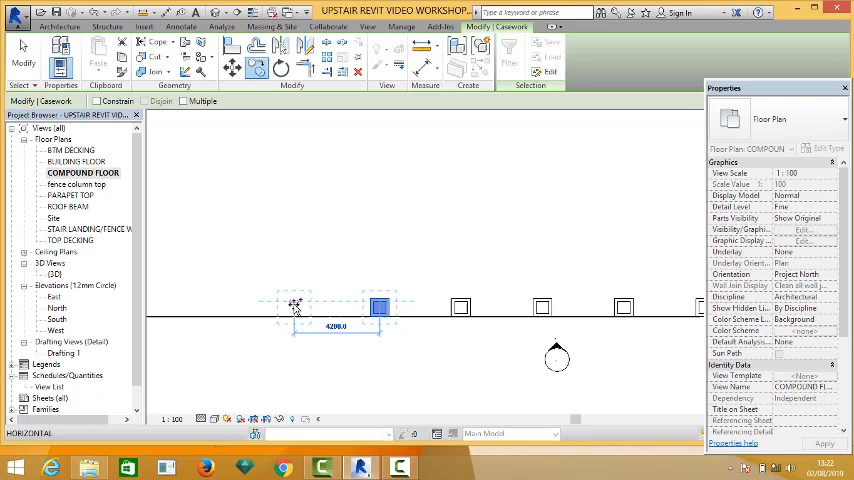 UPSTAIR REVIT VIDEO WORKSHOP...
Type a keyword or phrase
Sign In
Architecture Structure Insert Annotate Analyze Massing & Site Collaborate View Manage Add-Ins Modify | Casework
Modify Paste Cope Cut Join Filter Save Load Edit
Select Properties Clipboard Geometry Modify View Measure Create Selection
Modify | Casework Constrain Disjoin Multiple
Project Browser - UPSTAIR REVIT VID...
Views (all)
Floor Plans
BTM DECKING
BUILDING FLOOR
COMPOUND FLOOR
fence column top
PARAPET TOP
ROOF BEAM
Site
STAIR LANDING/FENCE W
TOP DECKING
Ceiling Plans
3D Views
{3D}
Elevations (12mm Circle)
East
North
South
West
Drafting Views (Detail)
Drafting 1
Legends
Schedules/Quantities
View List
Sheets (all)
Families
4200.0
Properties
Floor Plan
Floor Plan: COMPOUN Edit Type
Graphics
View Scale 1 : 100
Scale Value 1: 100
Display Model Normal
Detail Level Fine
Parts Visibility Show Original
Visibility/Graphi... Edit...
Graphic Display ... Edit...
Underlay None
Underlay Orien... Plan
Orientation Project North
Wall Join Display Clean all wall joins
Discipline Architectural
Show Hidden Li... By Discipline
Color Scheme L... Background
Color Scheme <none>
Default Analysis... None
Sun Path
Identity Data
View Template <None>
View Name COMPOUND FL...
Dependency Independent
Title on Sheet
Referencing Sh...
Referencing Det...
Properties help Apply
1 : 100
HORIZONTAL :0 Main Model
13:22
02/08/2019